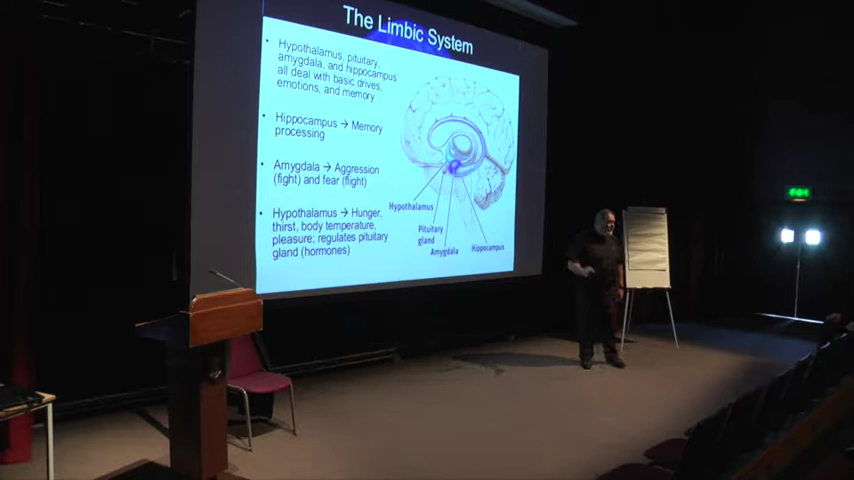 The Limbic System
• Hypothalamus, pituitary,
amygdala, and hippocampus
all deal with basic drives,
emotions, and memory
• Hippocampus → Memory
processing
• Amygdala → Aggression
(fight) and fear (flight)
• Hypothalamus → Hunger,
thirst, body temperature,
pleasure; regulates pituitary
gland (hormones)
Hypothalamus
Pituitary
gland
Amygdala
Hippocampus